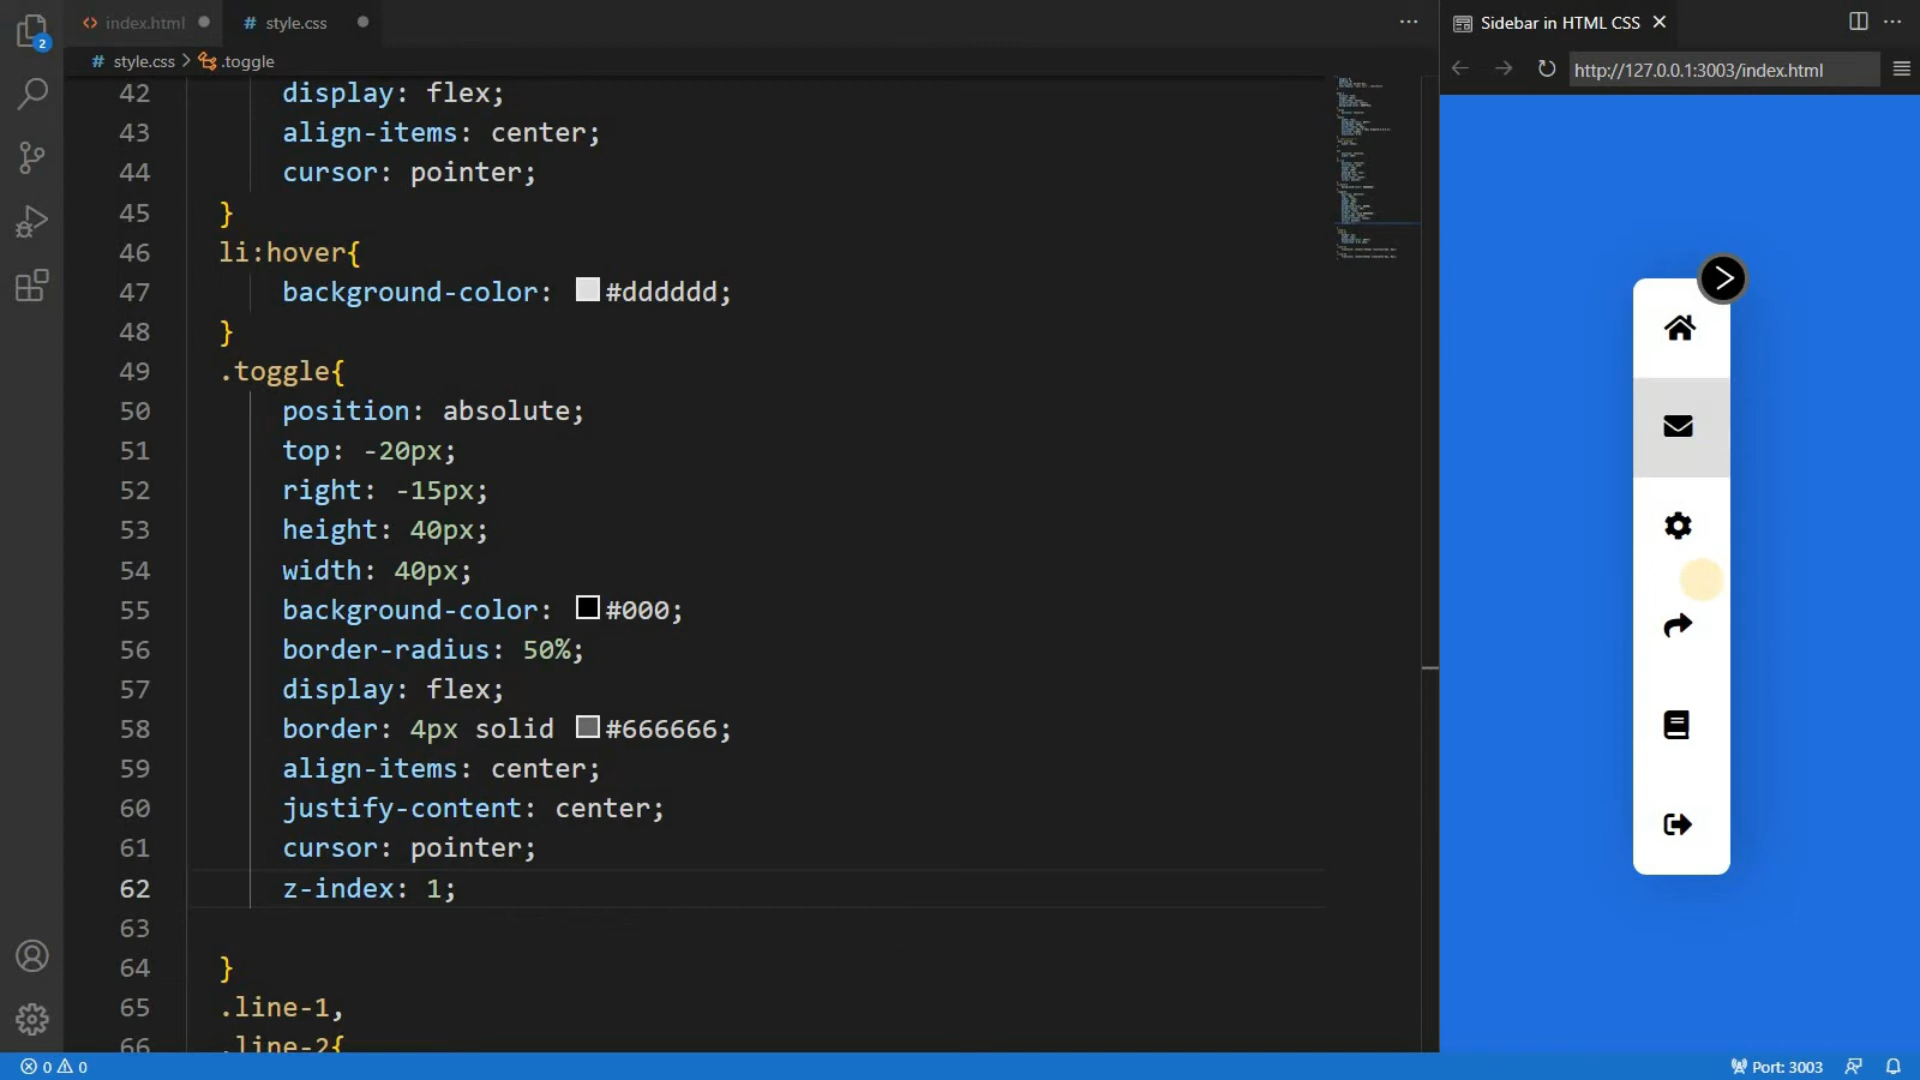 index.html
# style.css
# style.css > .toggle
42 display: flex;
43 align-items: center;
44 cursor: pointer;
45 }
46 li:hover{
47 background-color: #dddddd;
48 }
49 .toggle{
50 position: absolute;
51 top: -20px;
52 right: -15px;
53 height: 40px;
54 width: 40px;
55 background-color: #000;
56 border-radius: 50%;
57 display: flex;
58 border: 4px solid #666666;
59 align-items: center;
60 justify-content: center;
61 cursor: pointer;
62 z-index: 1;
63
64 }
65 .line-1,
66 .line-2{
2
0 0
Sidebar in HTML CSS
http://127.0.0.1:3003/index.html
Port: 3003